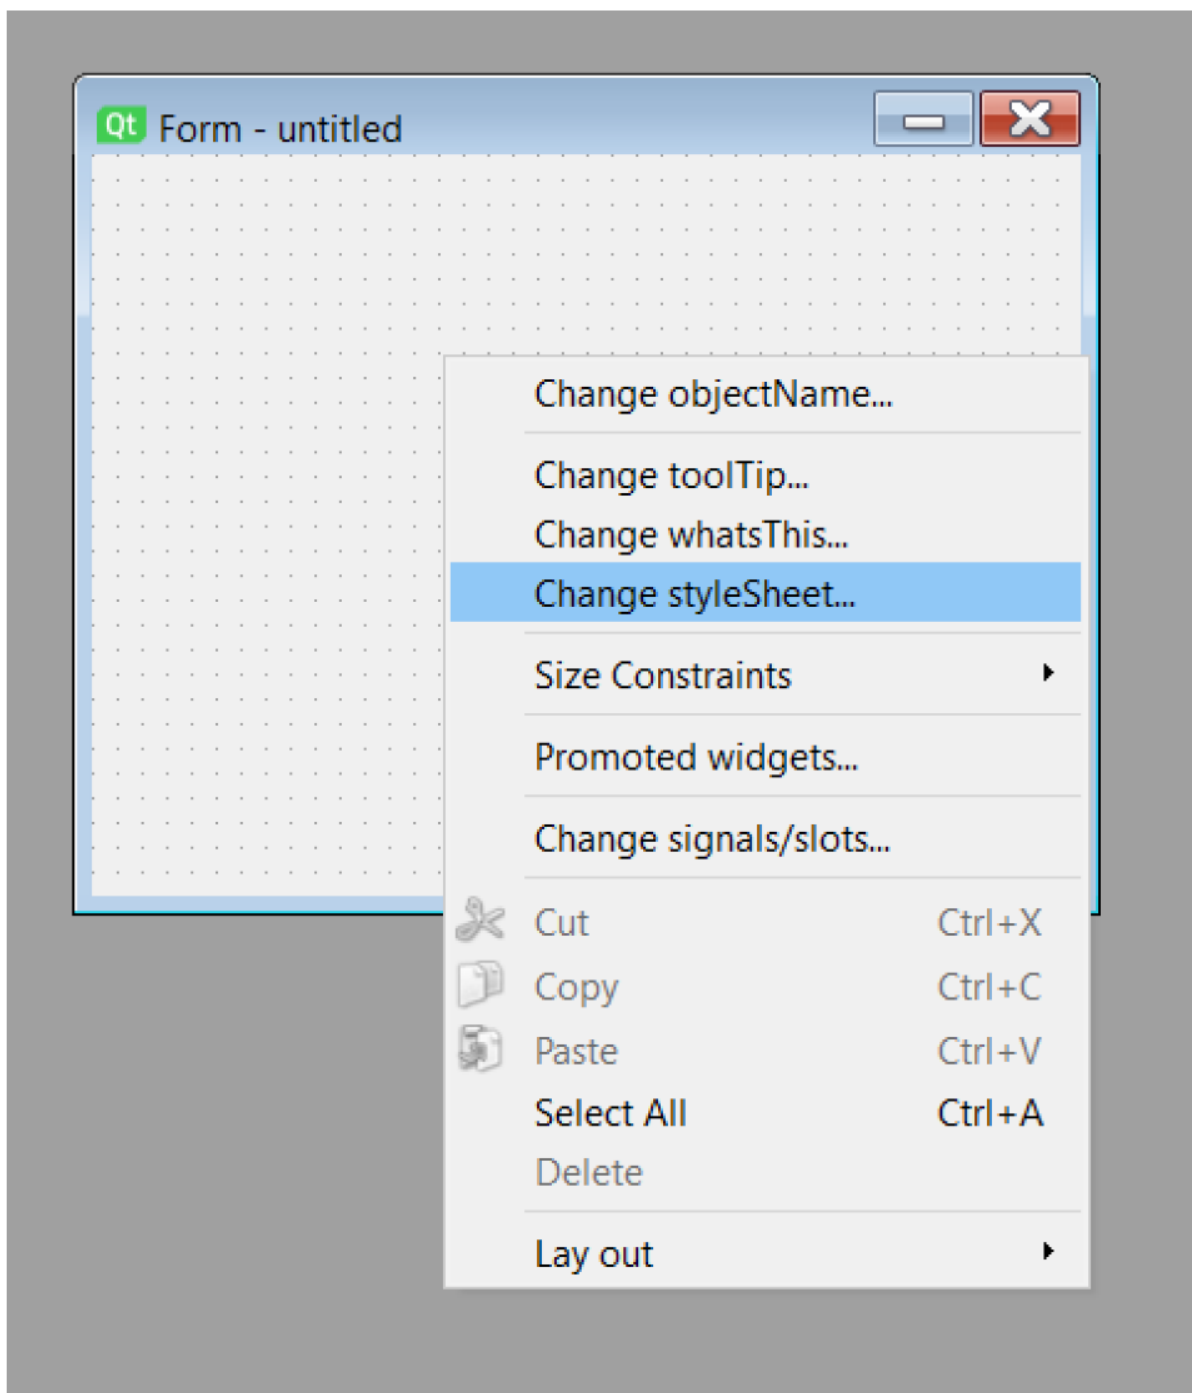 Qt Form - untitled
Change objectName...
Change toolTip...
Change whatsThis...
Change styleSheet...
Size Constraints
Promoted widgets...
Change signals/slots...
Cut Ctrl+X
Copy Ctrl+C
Paste Ctrl+V
Select All Ctrl+A
Delete
Lay out